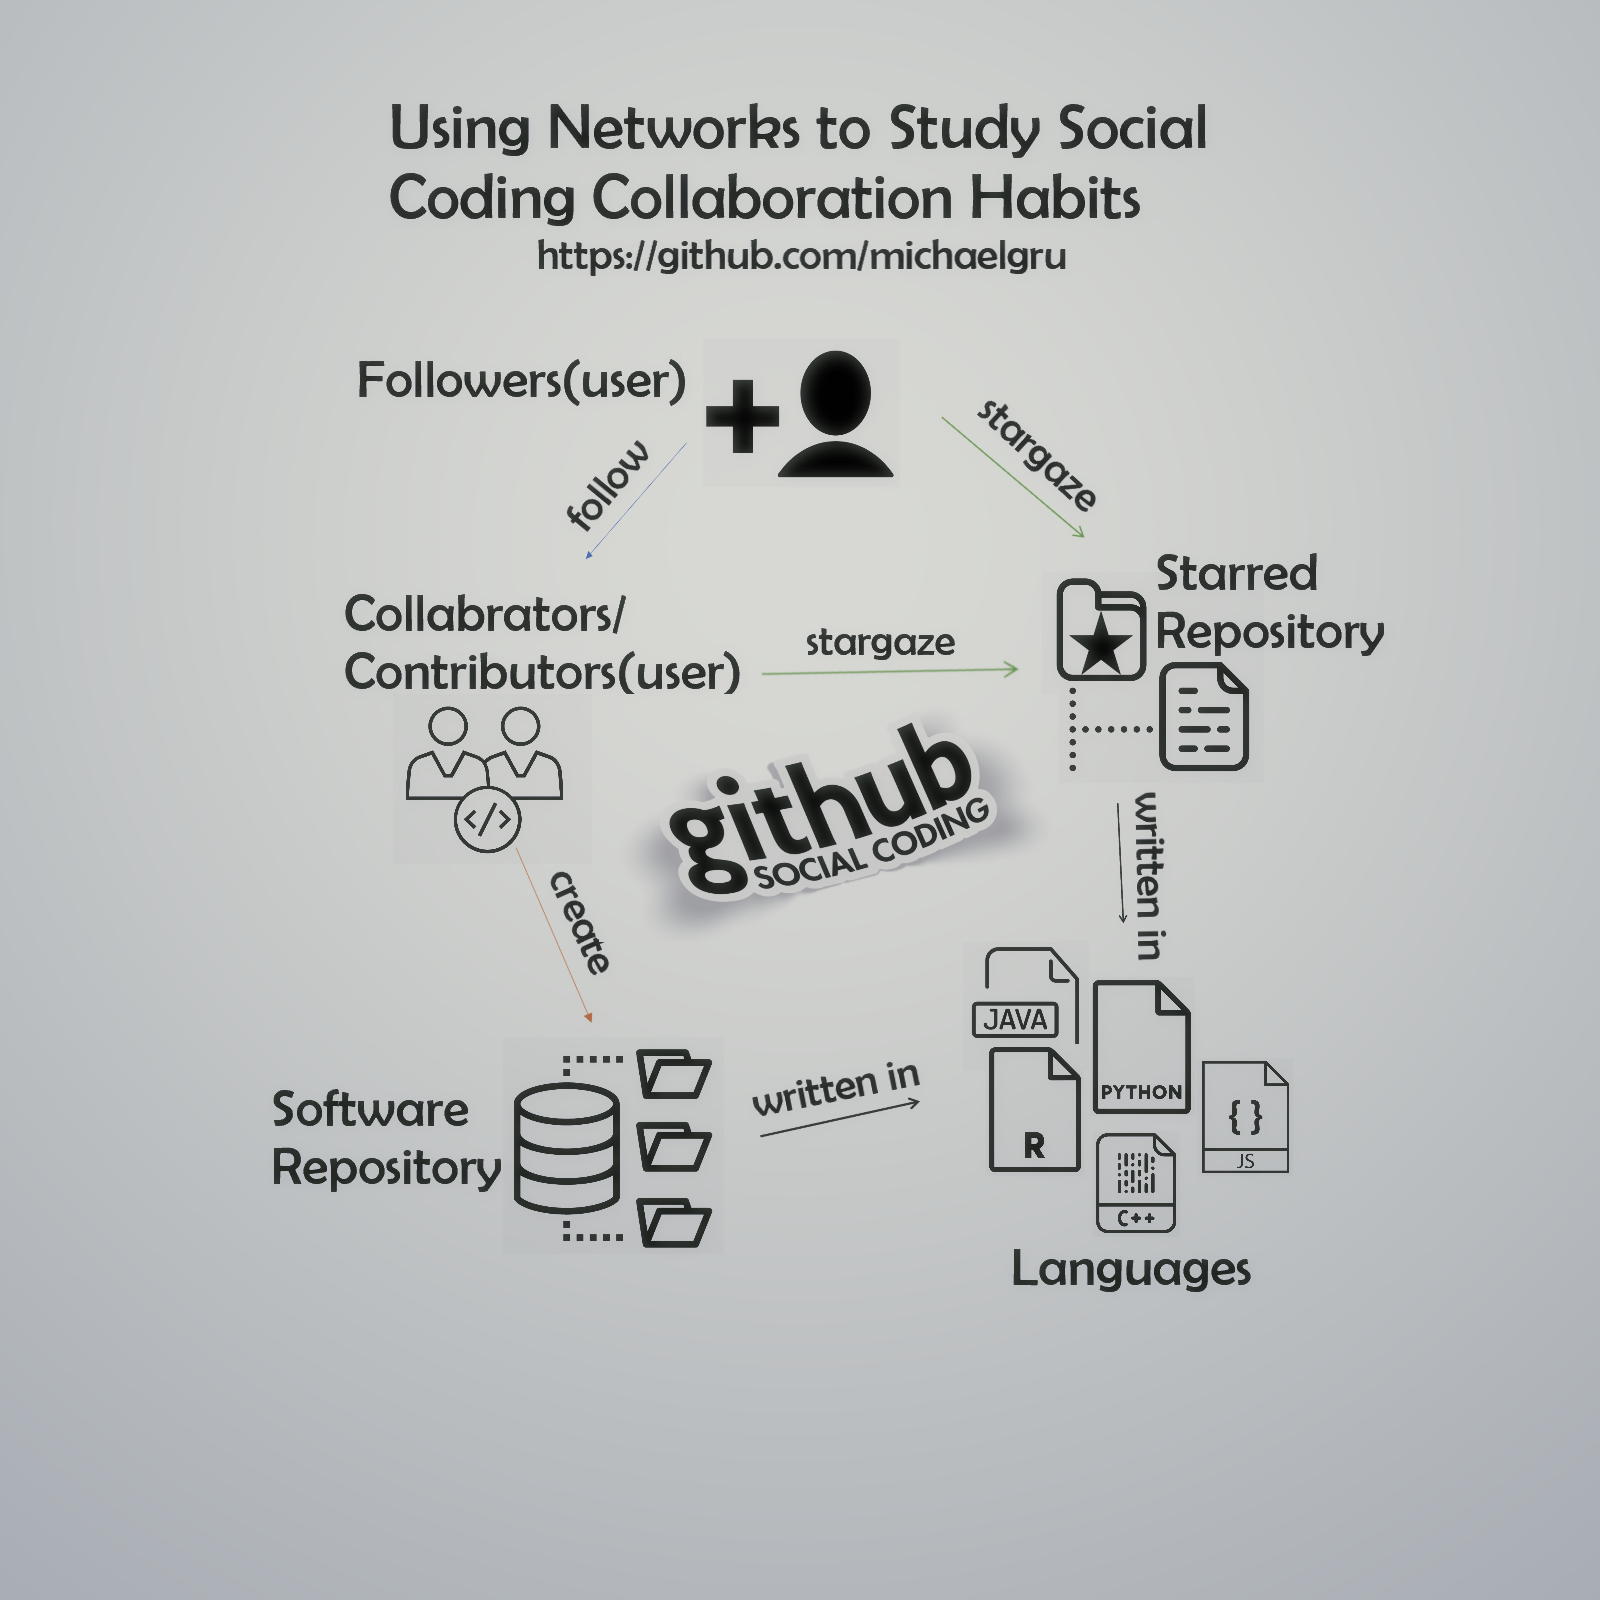 Using Networks to Study Social
Coding Collaboration Habits
https://github.com/michaelgru
Followers(user)
follow
stargaze
Starred
Repository
Collabrators/
Contributors(user)
stargaze
github
SOCIAL CODING
create
written in
JAVA
PYTHON
R
{ }
JS
C++
Software
Repository
written in
Languages